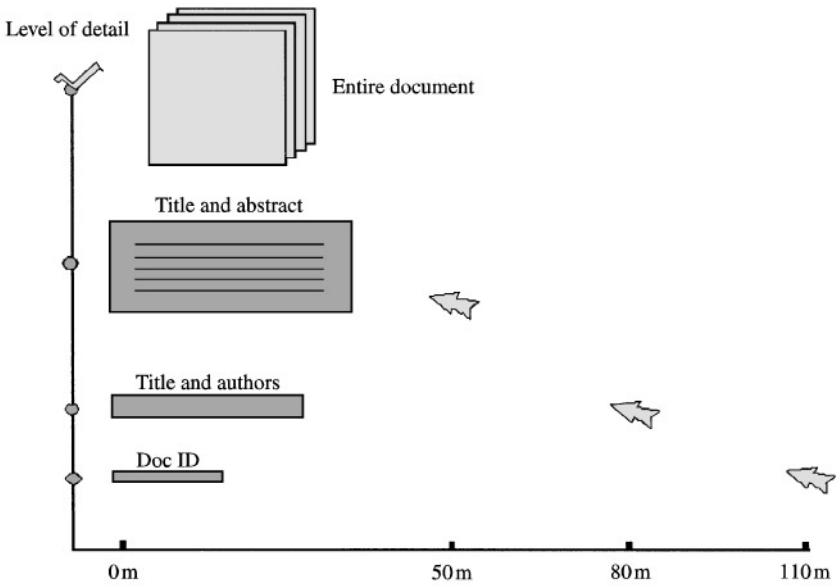 Level of detail
Entire document
Title and abstract
Title and authors
Doc ID
0m
50m
80m
110m